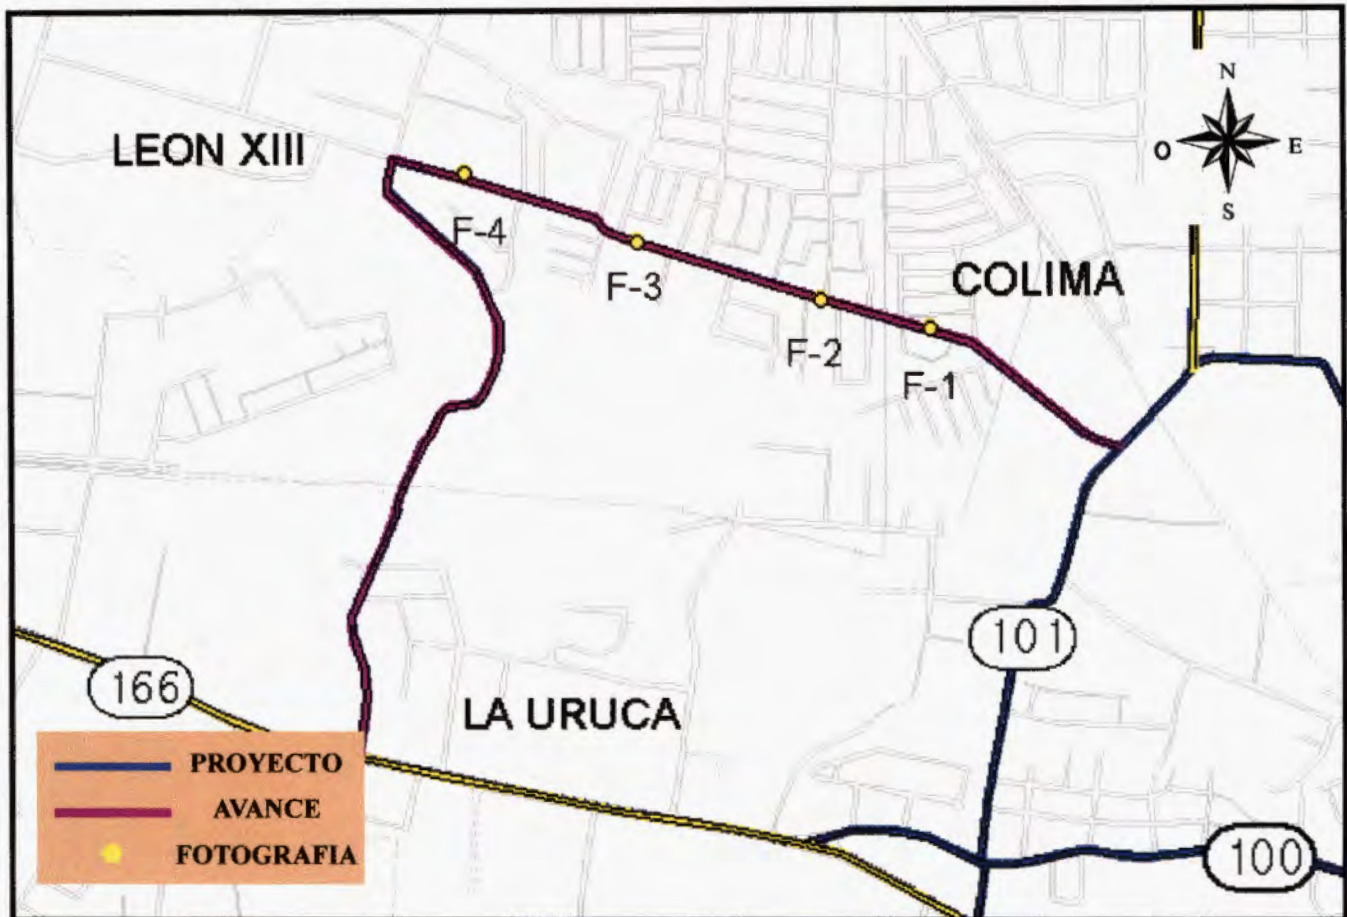 N
LEON XIII
O
E
S
F-4
F-3
COLIMA
F-2
F-1
101
166
LA URUCA
PROYECTO
AVANCE
FOTOGRAFIA
100